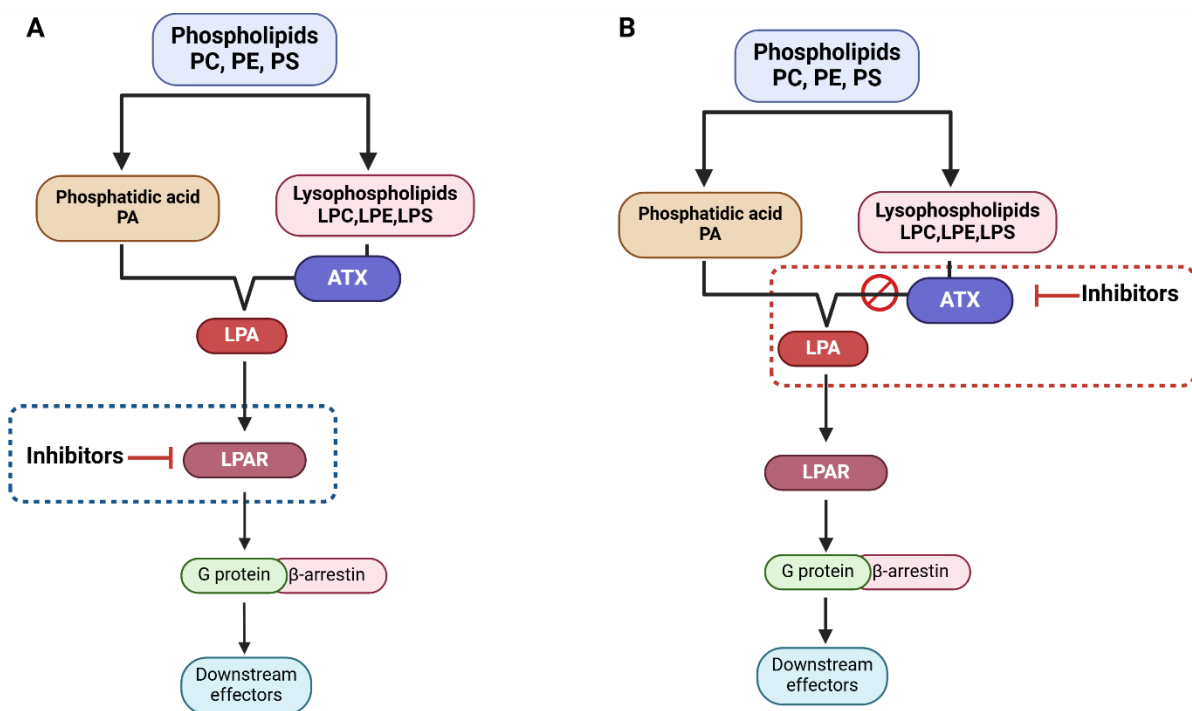 A
Phospholipids
PC, PE, PS
Phosphatidic acid
PA
Lysophospholipids
LPC,LPE,LPS
ATX
LPA
Inhibitors
LPAR
G protein
β-arrestin
Downstream
effectors
B
Phospholipids
PC, PE, PS
Phosphatidic acid
PA
Lysophospholipids
LPC,LPE,LPS
ATX
Inhibitors
LPA
LPAR
G protein
β-arrestin
Downstream
effectors